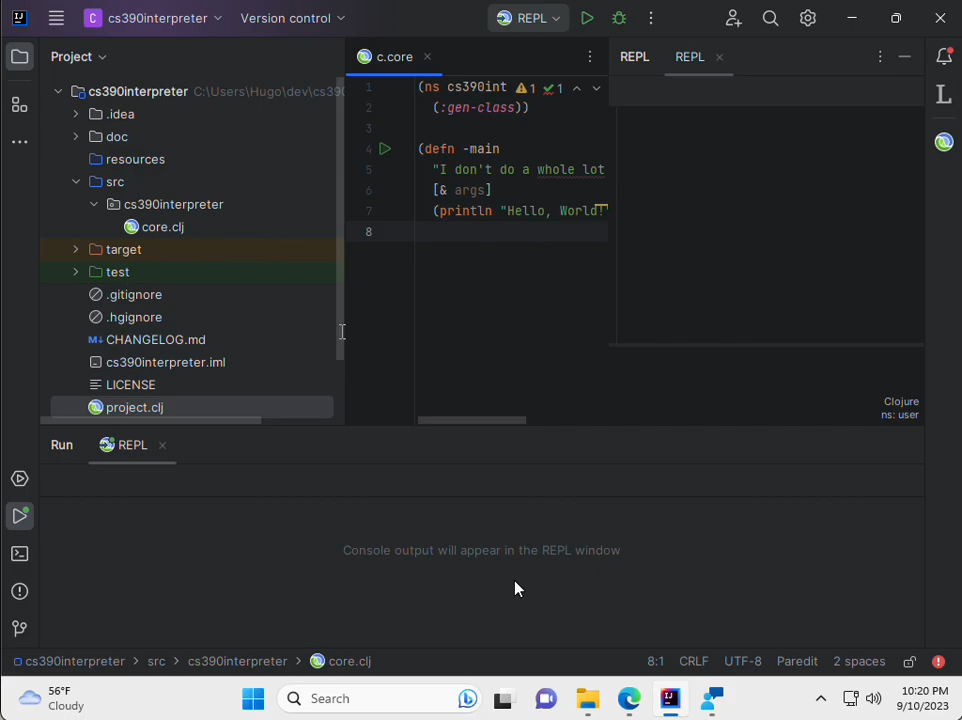 C cs390interpreter Version control REPL
Project
c.core
REPL REPL
cs390interpreter C:\Users\Hugo\dev\cs390
.idea
doc
resources
src
cs390interpreter
core.clj
target
test
.gitignore
.hgignore
M↓ CHANGELOG.md
cs390interpreter.iml
LICENSE
project.clj
1 (ns cs390int 1 1
2 (:gen-class))
3
4 (defn -main
5 "I don't do a whole lot
6 [& args]
7 (println "Hello, World!"
8
L
Clojure
ns: user
Run REPL
Console output will appear in the REPL window
cs390interpreter > src > cs390interpreter > core.clj 8:1 CRLF UTF-8 Paredit 2 spaces
56°F
Cloudy
Search
10:20 PM
9/10/2023